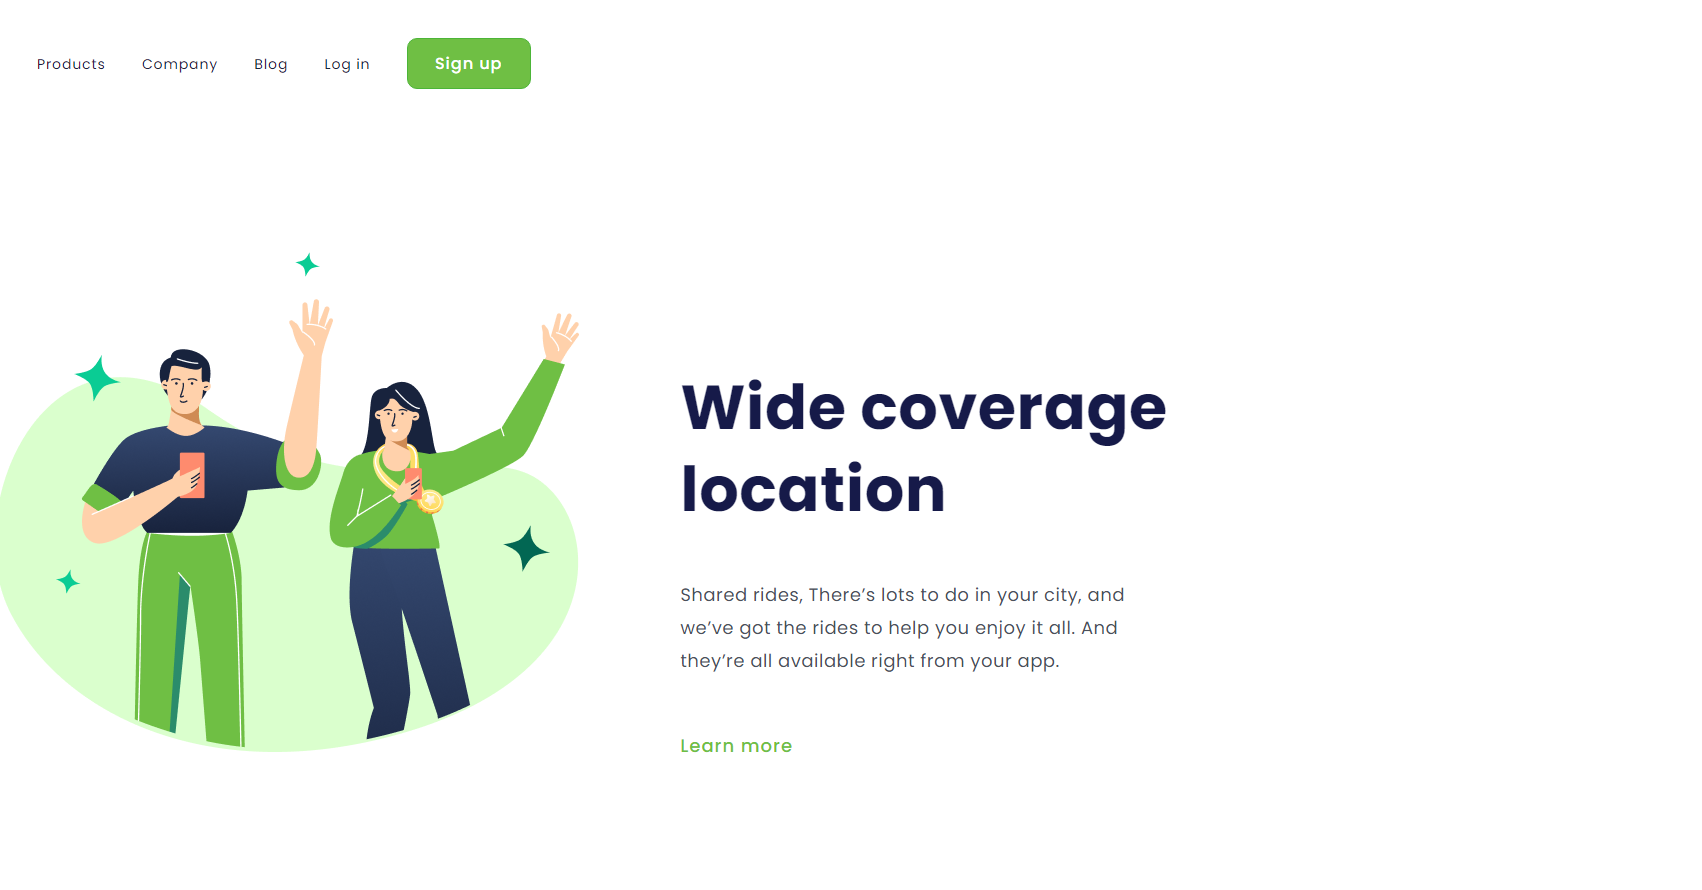 Products
Company
Blog
Log in
Sign up
Wide coverage
location
Shared rides, There’s lots to do in your city, and
we’ve got the rides to help you enjoy it all. And
they’re all available right from your app.
Learn more